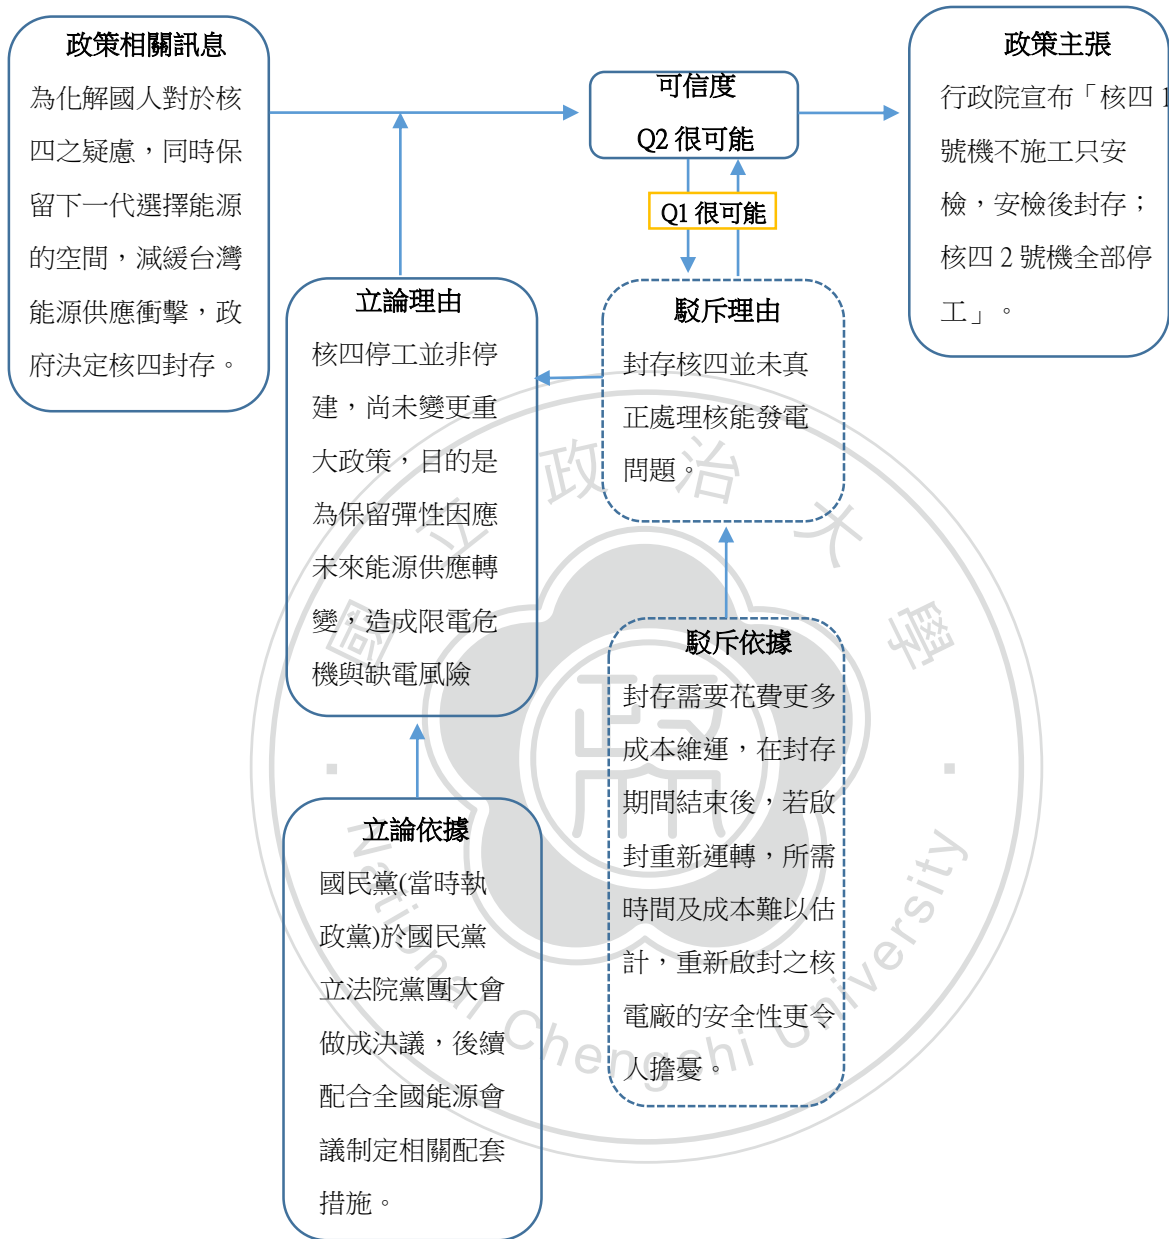 政策相關訊息
為化解國人對於核
四之疑慮，同時保
留下一代選擇能源
的空間，減緩台灣
能源供應衝擊，政
府決定核四封存。
可信度
Q2 很可能
Q1 很可能
政策主張
行政院宣布「核四 1
號機不施工只安
檢，安檢後封存；
核四 2 號機全部停
工」。
立論理由
核四停工並非停
建，尚未變更重
大政策，目的是
為保留彈性因應
未來能源供應轉
變，造成限電危
機與缺電風險
駁斥理由
封存核四並未真
正處理核能發電
問題。
立論依據
國民黨(當時執
政黨)於國民黨
立法院黨團大會
做成決議，後續
配合全國能源會
議制定相關配套
措施。
駁斥依據
封存需要花費更多
成本維運，在封存
期間結束後，若啟
封重新運轉，所需
時間及成本難以估
計，重新啟封之核
電廠的安全性更令
人擔憂。
國立政治大學
National Chengchi University